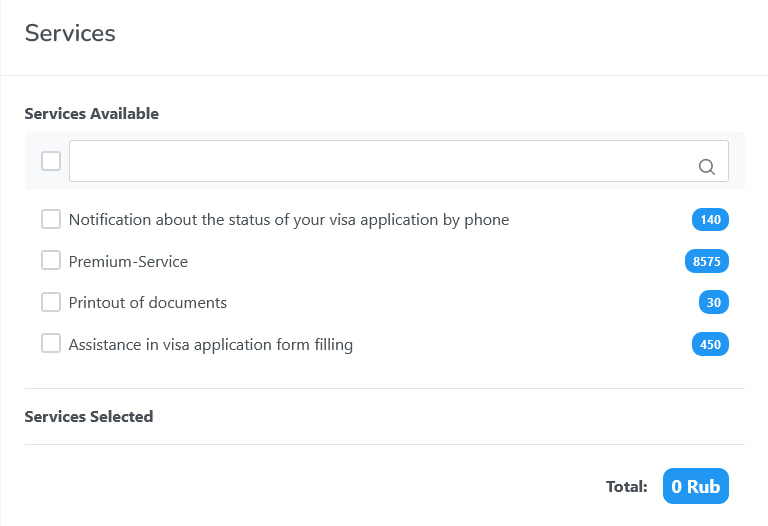 Services
Services Available
Notification about the status of your visa application by phone 140
Premium-Service 8575
Printout of documents 30
Assistance in visa application form filling 450
Services Selected
Total: 0 Rub